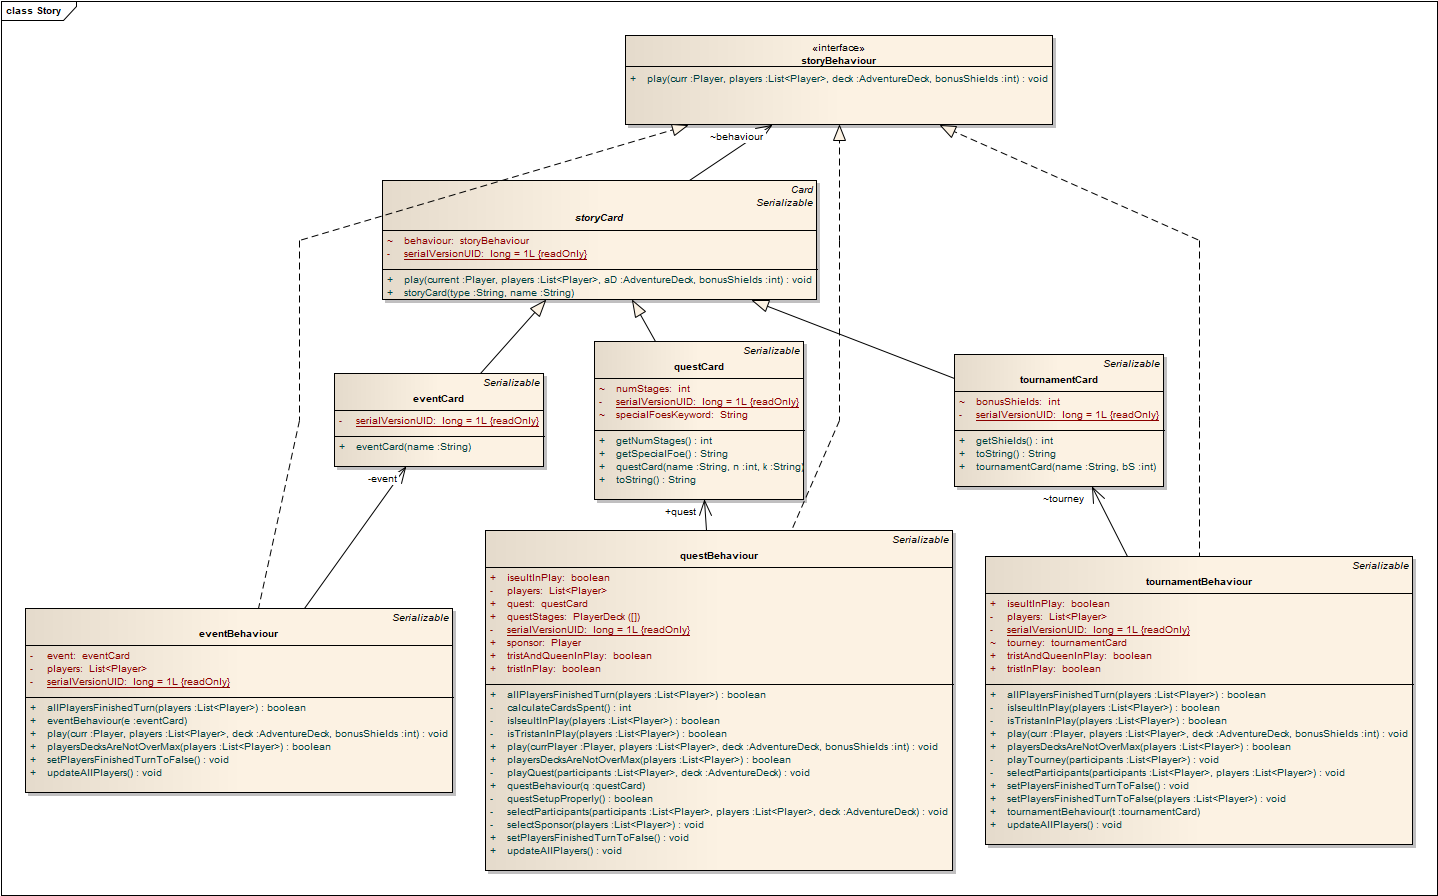 class Story
«interface»
storyBehaviour
+ play(curr :Player, players :List<Player>, deck :AdventureDeck, bonusShields :int) : void
~behaviour
Card
Serializable
storyCard
~ behaviour: storyBehaviour
- serialVersionUID: long = 1L {readOnly}
+ play(current :Player, players :List<Player>, aD :AdventureDeck, bonusShields :int) : void
+ storyCard(type :String, name :String)
Serializable
eventCard
- serialVersionUID: long = 1L {readOnly}
+ eventCard(name :String)
-event
Serializable
questCard
~ numStages: int
- serialVersionUID: long = 1L {readOnly}
~ specialFoesKeyword: String
+ getNumStages() : int
+ getSpecialFoe() : String
+ questCard(name :String, n :int, k :String)
+ toString() : String
+quest
Serializable
tournamentCard
~ bonusShields: int
- serialVersionUID: long = 1L {readOnly}
+ getShields() : int
+ toString() : String
+ tournamentCard(name :String, bS :int)
~tourney
Serializable
eventBehaviour
- event: eventCard
- players: List<Player>
- serialVersionUID: long = 1L {readOnly}
+ allPlayersFinishedTurn(players :List<Player>) : boolean
+ eventBehaviour(e :eventCard)
+ play(curr :Player, players :List<Player>, deck :AdventureDeck, bonusShields :int) : void
+ playersDecksAreNotOverMax(players :List<Player>) : boolean
+ setPlayersFinishedTurnToFalse() : void
+ updateAllPlayers() : void
Serializable
questBehaviour
+ iseultInPlay: boolean
- players: List<Player>
+ quest: questCard
+ questStages: PlayerDeck ([])
- serialVersionUID: long = 1L {readOnly}
+ sponsor: Player
+ tristAndQueenInPlay: boolean
+ tristInPlay: boolean
+ allPlayersFinishedTurn(players :List<Player>) : boolean
- calculateCardsSpent() : int
- isIseultInPlay(players :List<Player>) : boolean
- isTristanInPlay(players :List<Player>) : boolean
+ play(currPlayer :Player, players :List<Player>, deck :AdventureDeck, bonusShields :int) : void
+ playersDecksAreNotOverMax(players :List<Player>) : boolean
- playQuest(participants :List<Player>, deck :AdventureDeck) : void
+ questBehaviour(q :questCard)
- questSetupProperly() : boolean
- selectParticipants(participants :List<Player>, players :List<Player>, deck :AdventureDeck) : void
- selectSponsor(players :List<Player>) : void
+ setPlayersFinishedTurnToFalse() : void
+ updateAllPlayers() : void
Serializable
tournamentBehaviour
+ iseultInPlay: boolean
- players: List<Player>
- serialVersionUID: long = 1L {readOnly}
~ tourney: tournamentCard
+ tristAndQueenInPlay: boolean
+ tristInPlay: boolean
+ allPlayersFinishedTurn(players :List<Player>) : boolean
- isIseultInPlay(players :List<Player>) : boolean
- isTristanInPlay(players :List<Player>) : boolean
+ play(curr :Player, players :List<Player>, deck :AdventureDeck, bonusShields :int) : void
+ playersDecksAreNotOverMax(players :List<Player>) : boolean
- playTourney(participants :List<Player>) : void
- selectParticipants(participants :List<Player>, players :List<Player>) : void
+ setPlayersFinishedTurnToFalse() : void
+ setPlayersFinishedTurnToFalse(players :List<Player>) : void
+ tournamentBehaviour(t :tournamentCard)
+ updateAllPlayers() : void